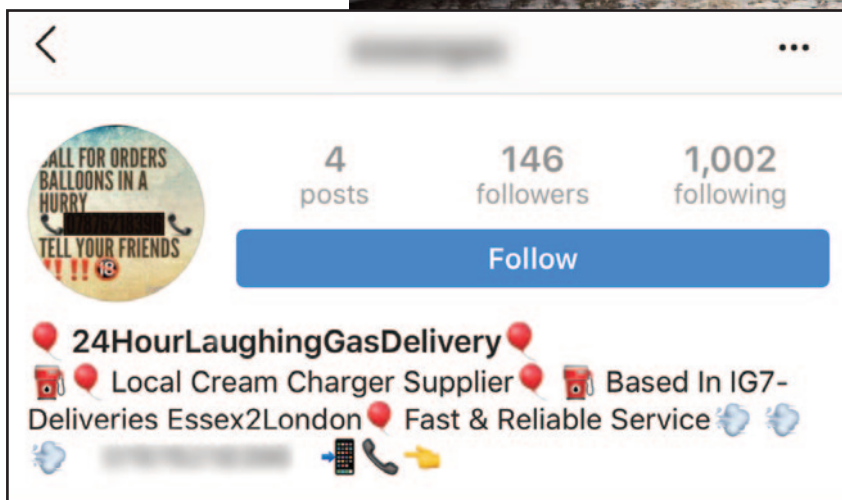 4
146
1,002
posts
followers
following
ALL FOR ORDERS
BALLOONS IN A
HURRY
TELL YOUR FRIENDS
‼️ ‼️ 🔞
Follow
🎈 24HourLaughingGasDelivery🎈
⛽🎈 Local Cream Charger Supplier🎈 ⛽ Based In IG7-
Deliveries Essex2London🎈 Fast & Reliable Service💨 💨
💨 📲📞👈